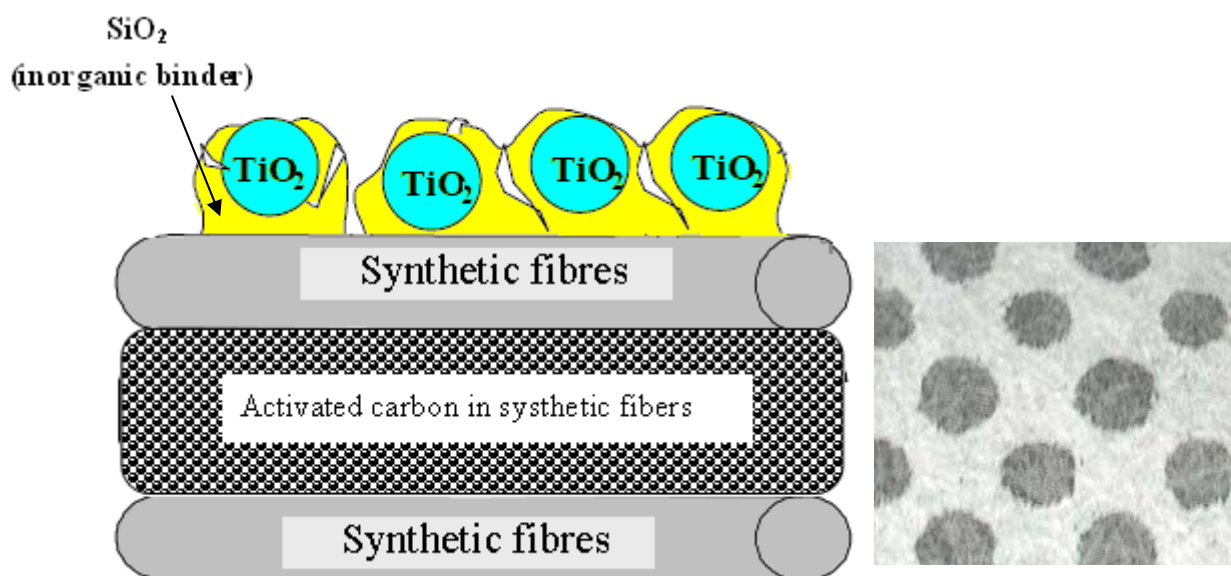 SiO₂
(inorganic binder)
TiO₂ TiO₂ TiO₂ TiO₂
Synthetic fibres
Activated carbon in systhetic fibers
Synthetic fibres